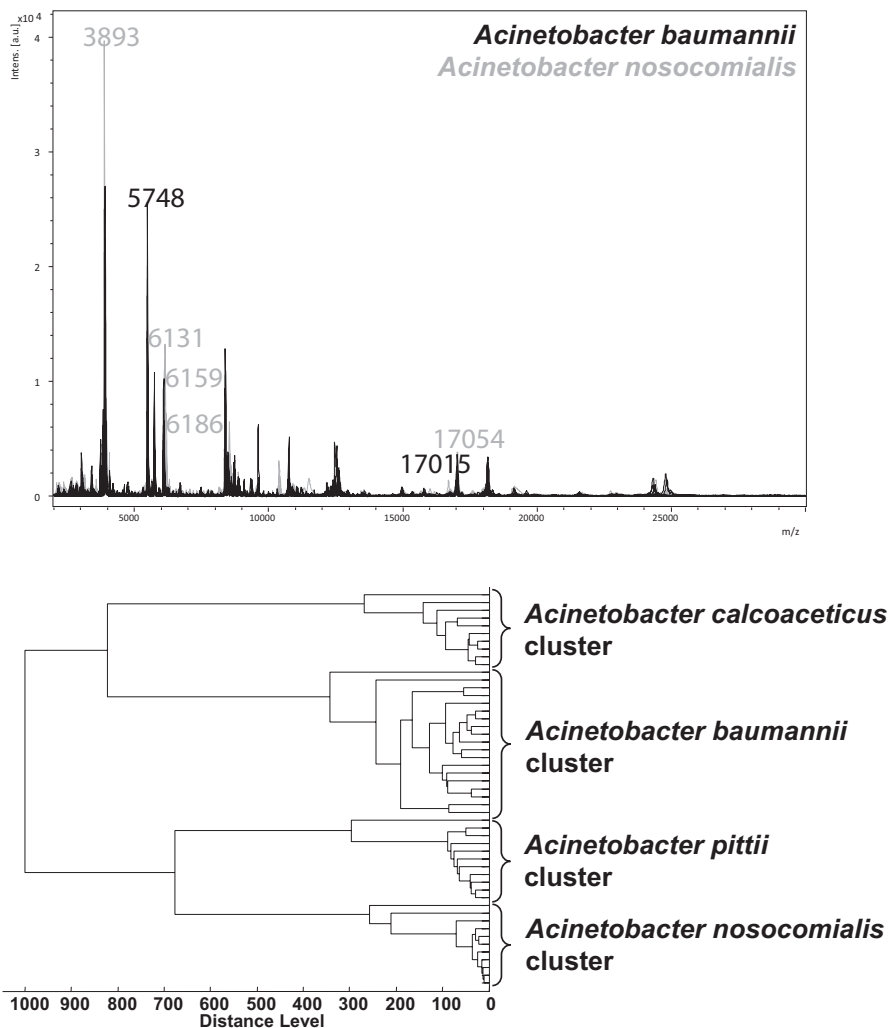 x10⁴
Intens. [a.u.]
4
3
2
1
0
3893
5748
6131
6159
6186
17054
17015
Acinetobacter baumannii
Acinetobacter nosocomialis
5000
10000
15000
20000
25000
m/z
Acinetobacter calcoaceticus
cluster
Acinetobacter baumannii
cluster
Acinetobacter pittii
cluster
Acinetobacter nosocomialis
cluster
1000 900 800 700 600 500 400 300 200 100 0
Distance Level